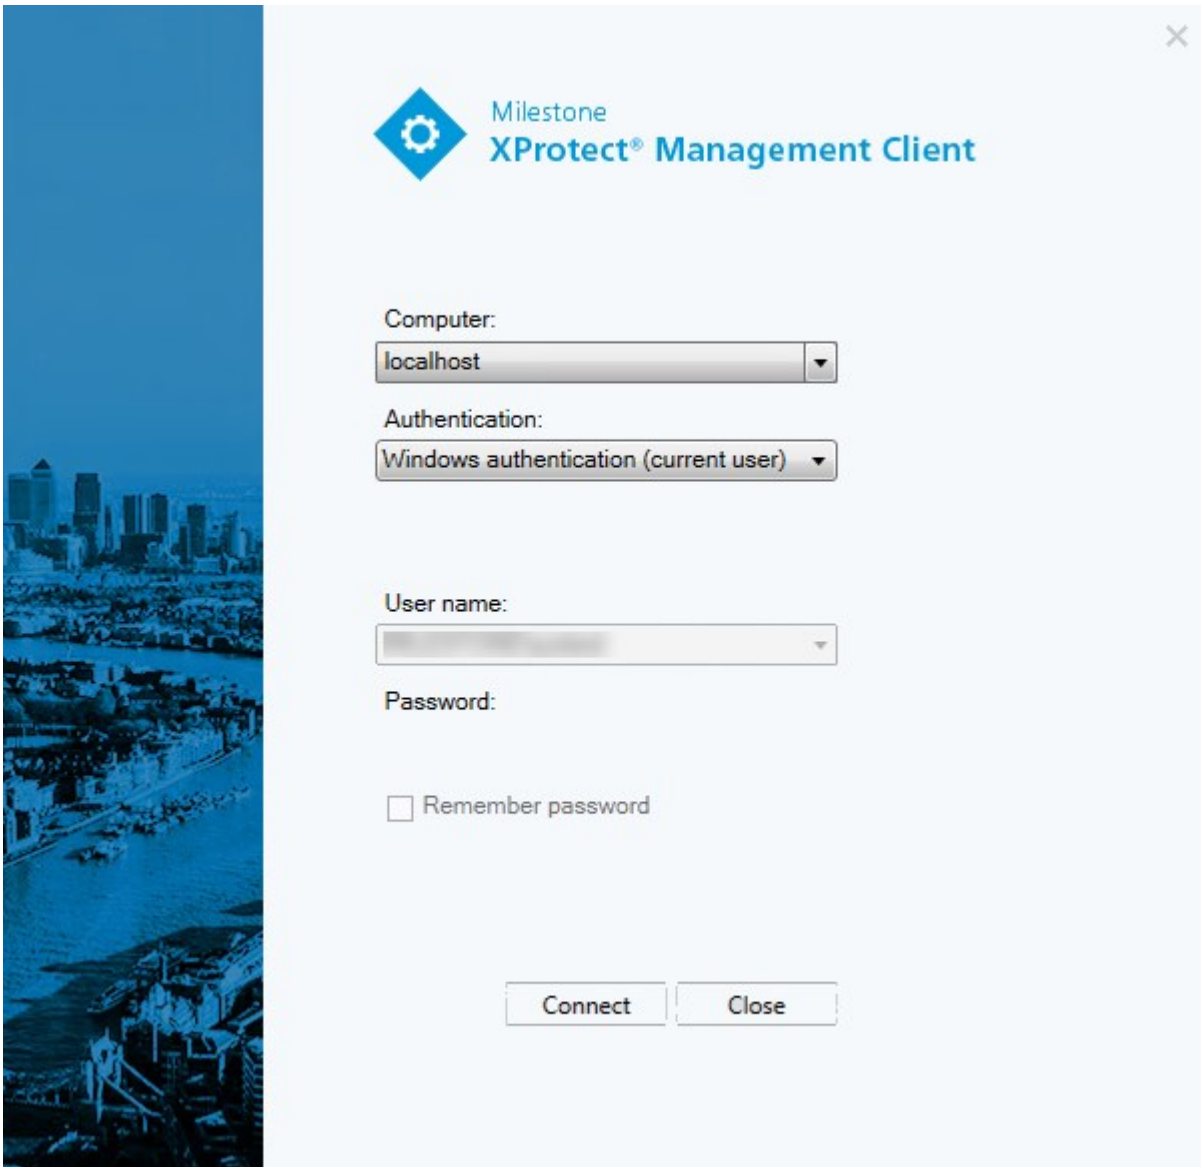 Milestone
XProtect® Management Client
Computer:
localhost
Authentication:
Windows authentication (current user)
User name:
Password:
Remember password
Connect
Close